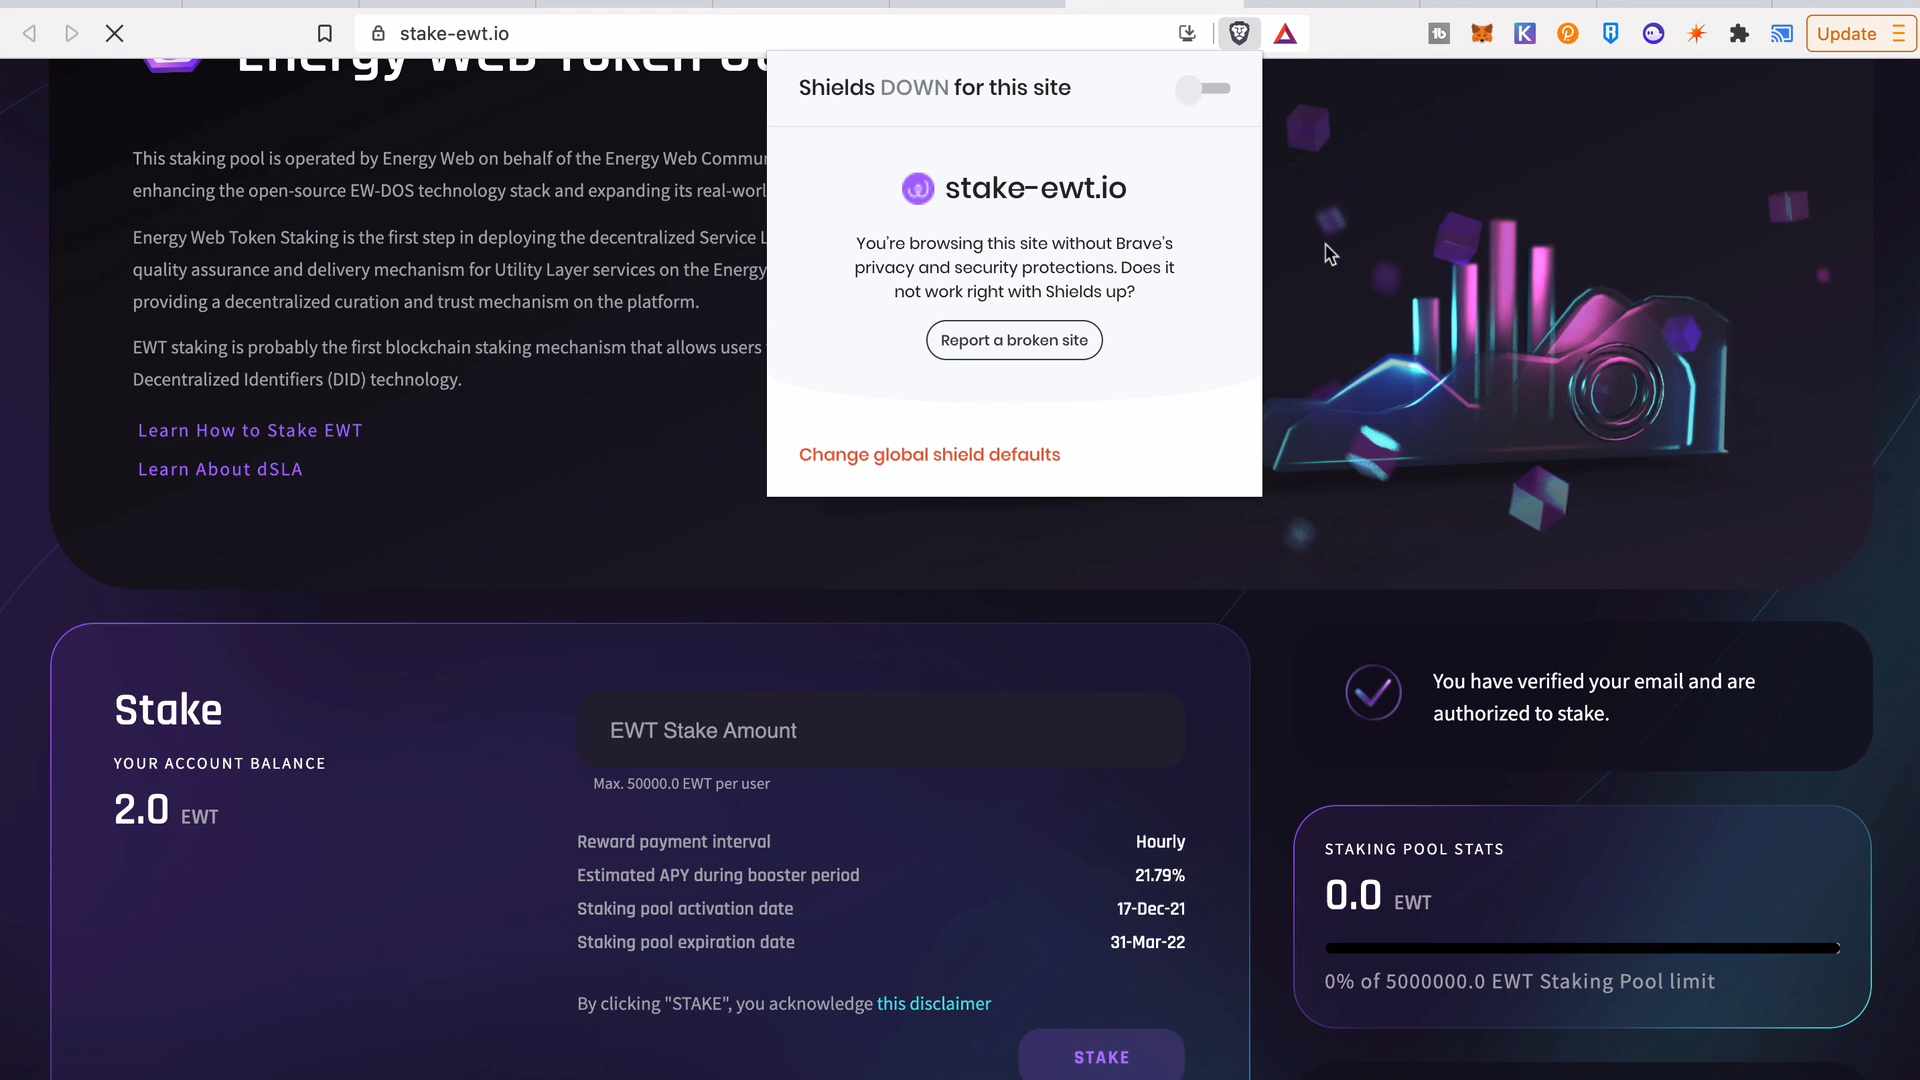 stake-ewt.io
Update
Energy Web Token
Shields DOWN for this site
stake-ewt.io
You're browsing this site without Brave's
privacy and security protections. Does it
not work right with Shields up?
Report a broken site
Change global shield defaults
This staking pool is operated by Energy Web on behalf of the Energy Web
enhancing the open-source EW-DOS technology stack and expanding its
Energy Web Token Staking is the first step in deploying the decentralized Service
quality assurance and delivery mechanism for Utility Layer services on the Energy
providing a decentralized curation and trust mechanism on the platform.
EWT staking is probably the first blockchain staking mechanism that allows users
Decentralized Identifiers (DID) technology.
Learn How to Stake EWT
Learn About dSLA
Stake
YOUR ACCOUNT BALANCE
2.0 EWT
EWT Stake Amount
Max. 50000.0 EWT per user
Reward payment interval Hourly
Estimated APY during booster period 21.79%
Staking pool activation date 17-Dec-21
Staking pool expiration date 31-Mar-22
By clicking "STAKE", you acknowledge this disclaimer
STAKE
You have verified your email and are
authorized to stake.
STAKING POOL STATS
0.0 EWT
0% of 5000000.0 EWT Staking Pool limit